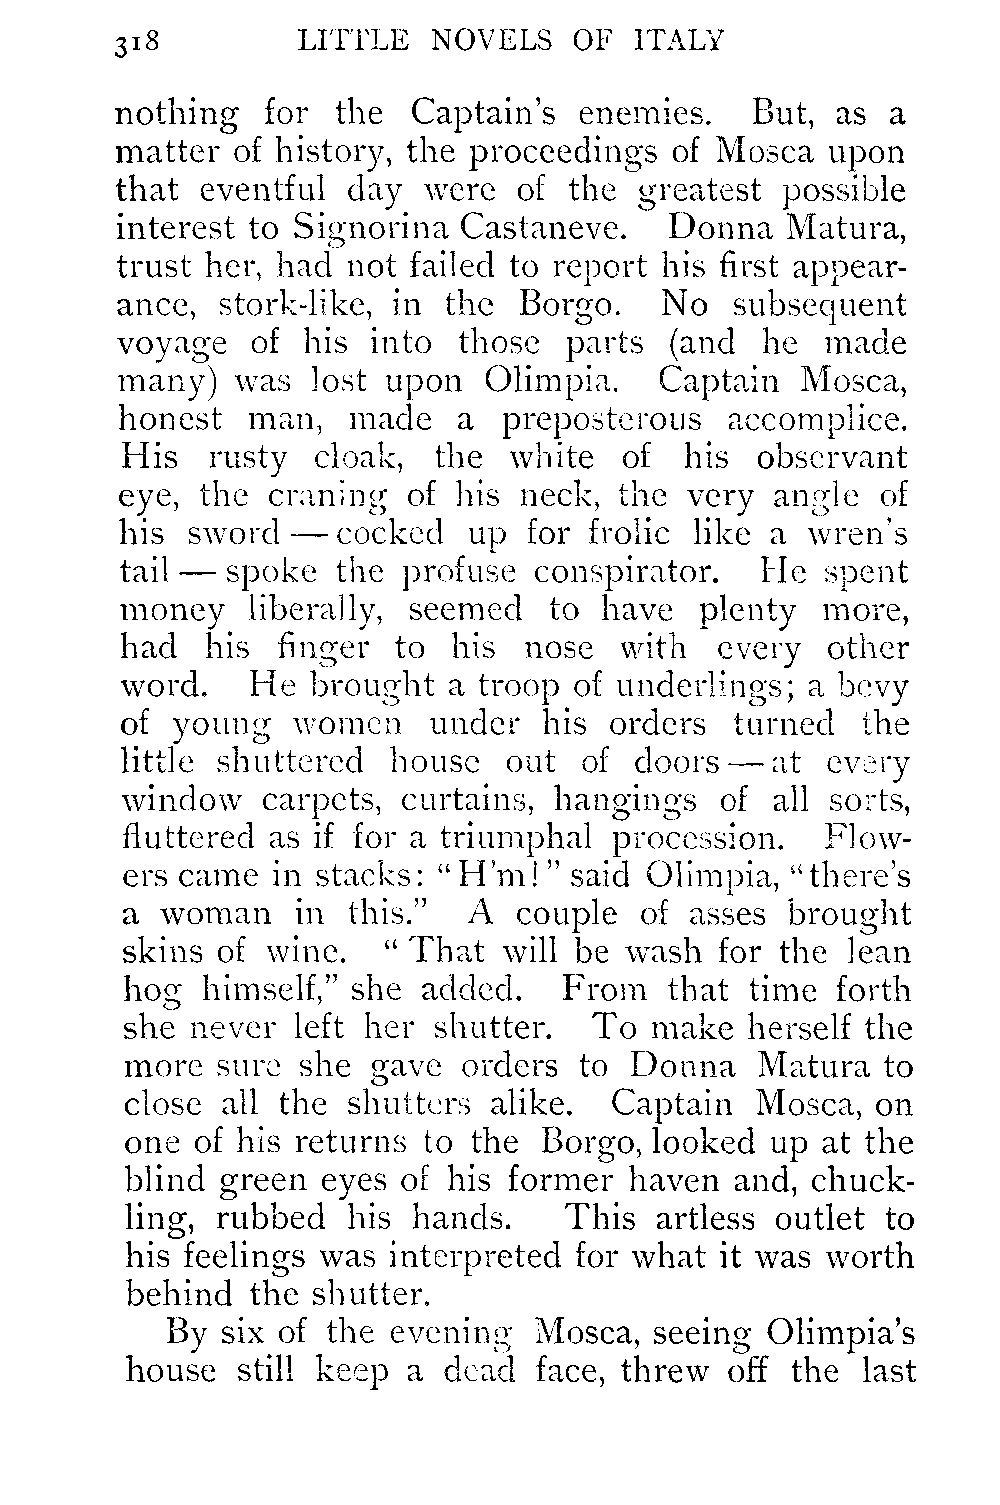 318 LITTLE NOVELS OF ITALY
nothing for the Captain's enemies. But, as a
matter of history, the proceedings of Mosca upon
that eventful day were of the greatest possible
interest to Signorina Castaneve. Donna Matura,
trust her, had not failed to report his first appear-
ance, stork-like, in the Borgo. No subsequent
voyage of his into those parts (and he made
many) was lost upon Olimpia. Captain Mosca,
honest man, made a preposterous accomplice.
His rusty cloak, the white of his observant
eye, the craning of his neck, the very angle of
his sword — cocked up for frolic like a wren's
tail — spoke the profuse conspirator. He spent
money liberally, seemed to have plenty more,
had his finger to his nose with every other
word. He brought a troop of underlings; a bevy
of young women under his orders turned the
little shuttered house out of doors — at every
window carpets, curtains, hangings of all sorts,
fluttered as if for a triumphal procession. Flow-
ers came in stacks: "H'm!" said Olimpia, "there's
a woman in this." A couple of asses brought
skins of wine. "That will be wash for the lean
hog himself," she added. From that time forth
she never left her shutter. To make herself the
more sure she gave orders to Donna Matura to
close all the shutters alike. Captain Mosca, on
one of his returns to the Borgo, looked up at the
blind green eyes of his former haven and, chuck-
ling, rubbed his hands. This artless outlet to
his feelings was interpreted for what it was worth
behind the shutter.
By six of the evening Mosca, seeing Olimpia's
house still keep a dead face, threw off the last